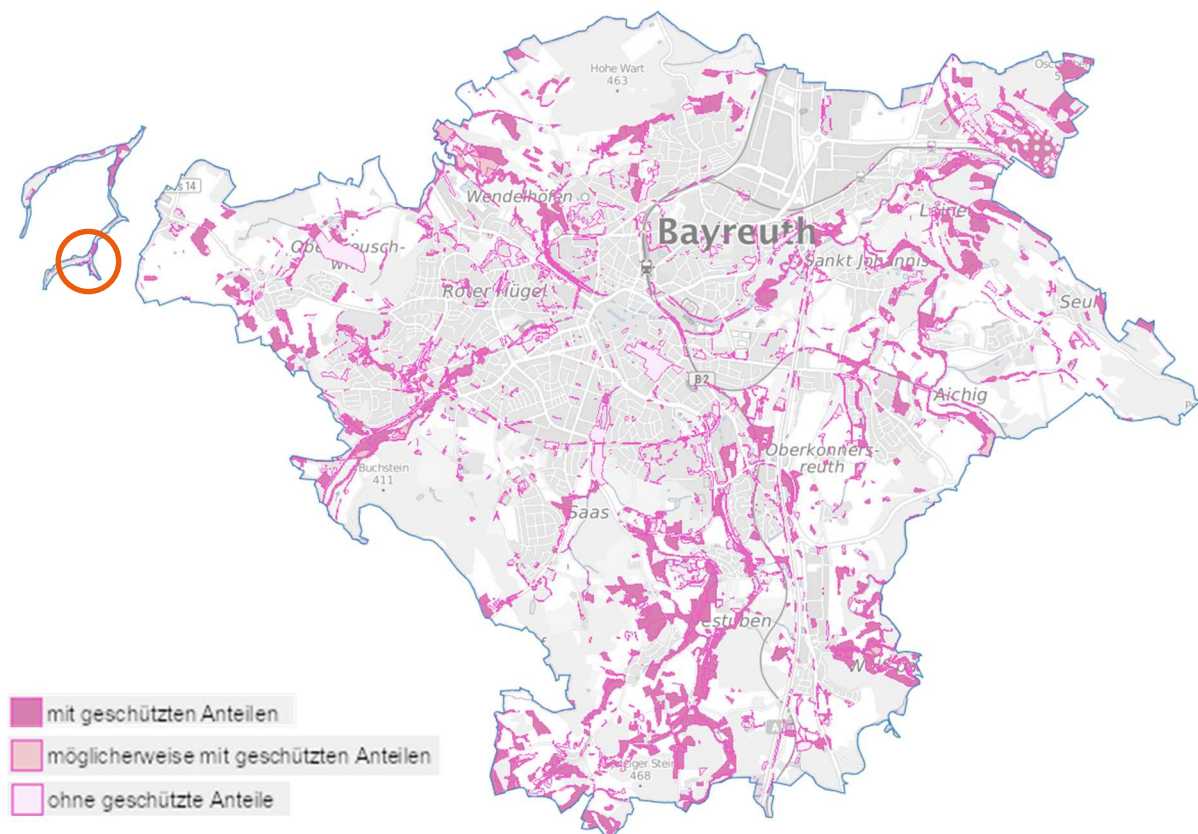 Hohe Wart
463
Wendelhöfen
Bayreuth
Sankt Johannis
Roter Hügel
B2
Aichig
Oberkonners-
reuth
Buchstein
411
Saas
468
mit geschützten Anteilen
möglicherweise mit geschützten Anteilen
ohne geschützte Anteile